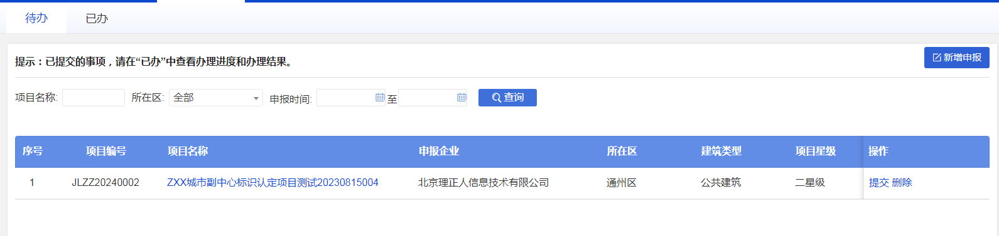 待办 已办
提示：已提交的事项，请在“已办”中查看办理进度和办理结果。 新增申报
项目名称: 所在区: 全部 申报时间: 至 查询
序号 项目编号 项目名称 申报企业 所在区 建筑类型 项目星级 操作
1 JLZZ20240002 ZXX城市副中心标识认定项目测试20230815004 北京理正人信息技术有限公司 通州区 公共建筑 二星级 提交 删除